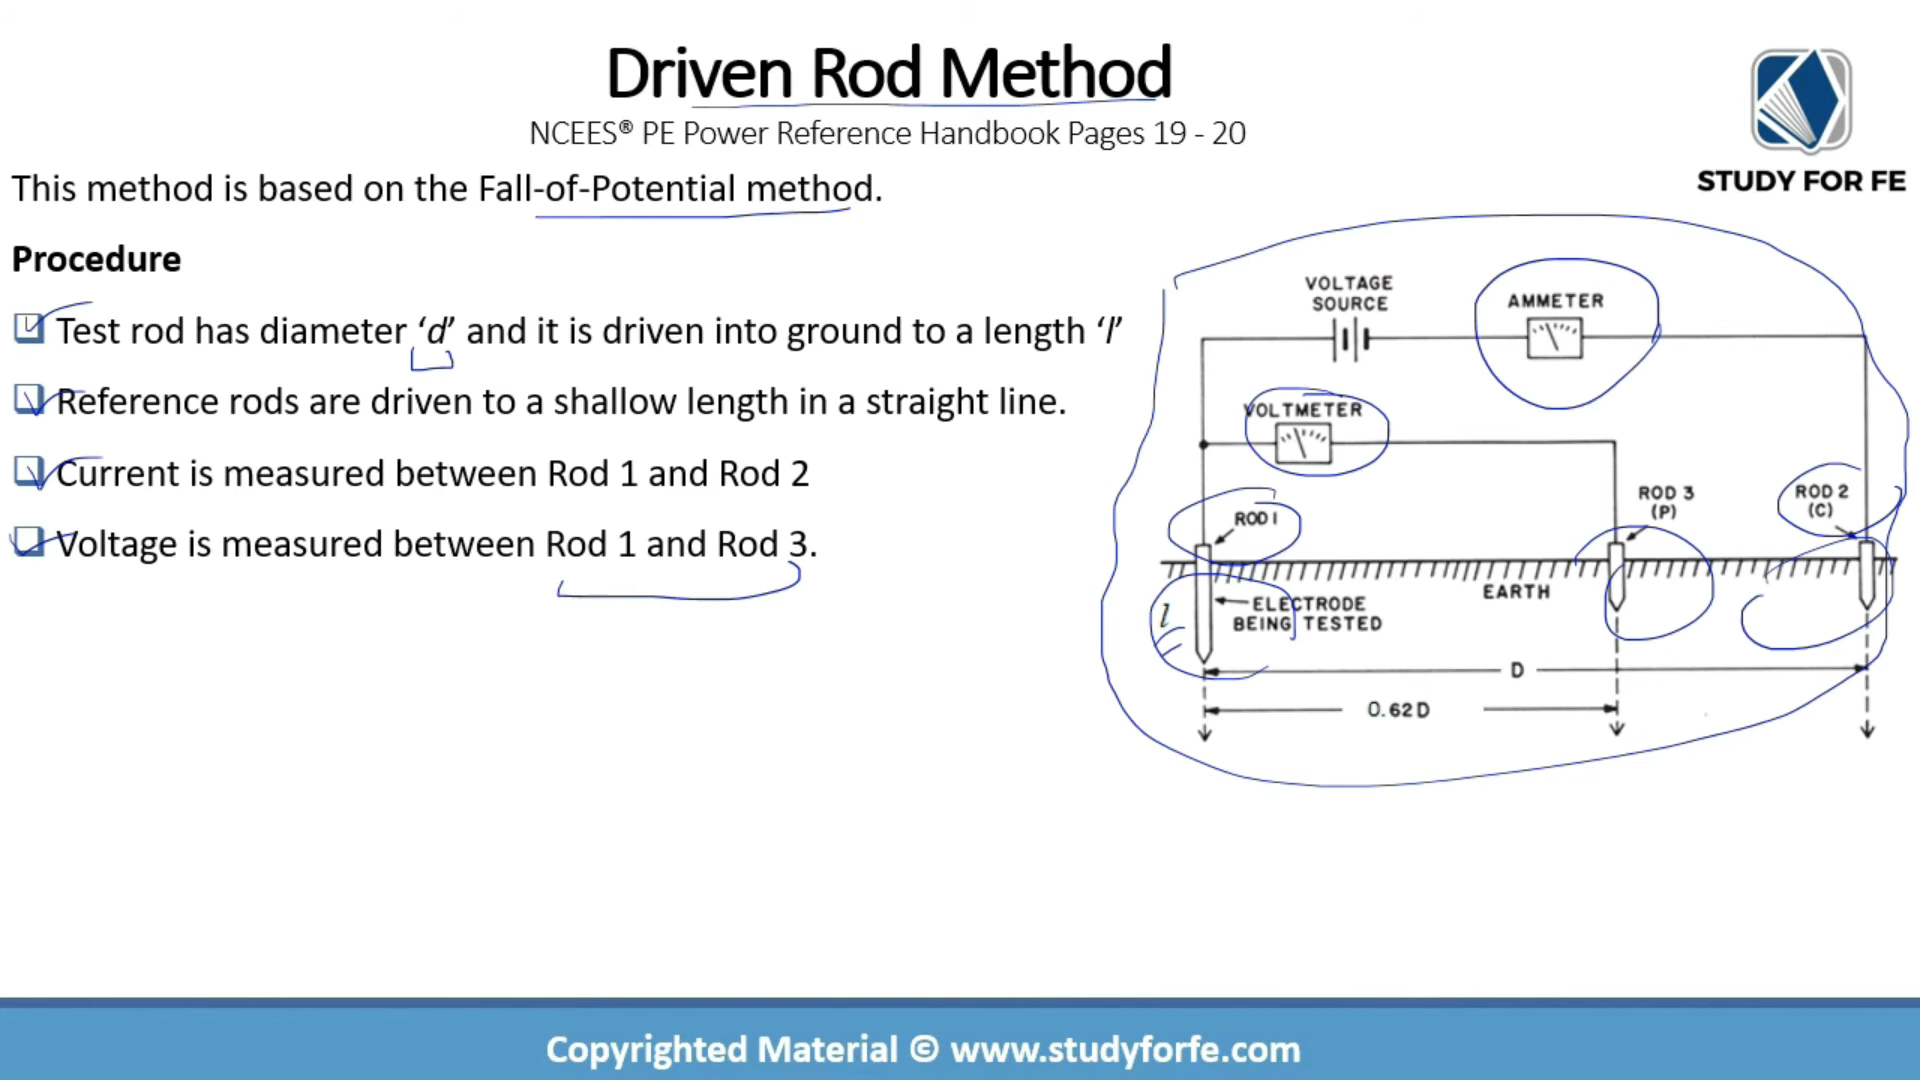 Driven Rod Method
NCEES® PE Power Reference Handbook Pages 19 - 20
STUDY FOR FE
This method is based on the Fall-of-Potential method.
Procedure
Test rod has diameter ‘d’ and it is driven into ground to a length ‘l’
Reference rods are driven to a shallow length in a straight line.
Current is measured between Rod 1 and Rod 2
Voltage is measured between Rod 1 and Rod 3.
VOLTAGE
SOURCE
AMMETER
VOLTMETER
ROD 1
ROD 3
(P)
ROD 2
(C)
EARTH
l
ELECTRODE
BEING TESTED
D
0.62D
Copyrighted Material © www.studyforfe.com